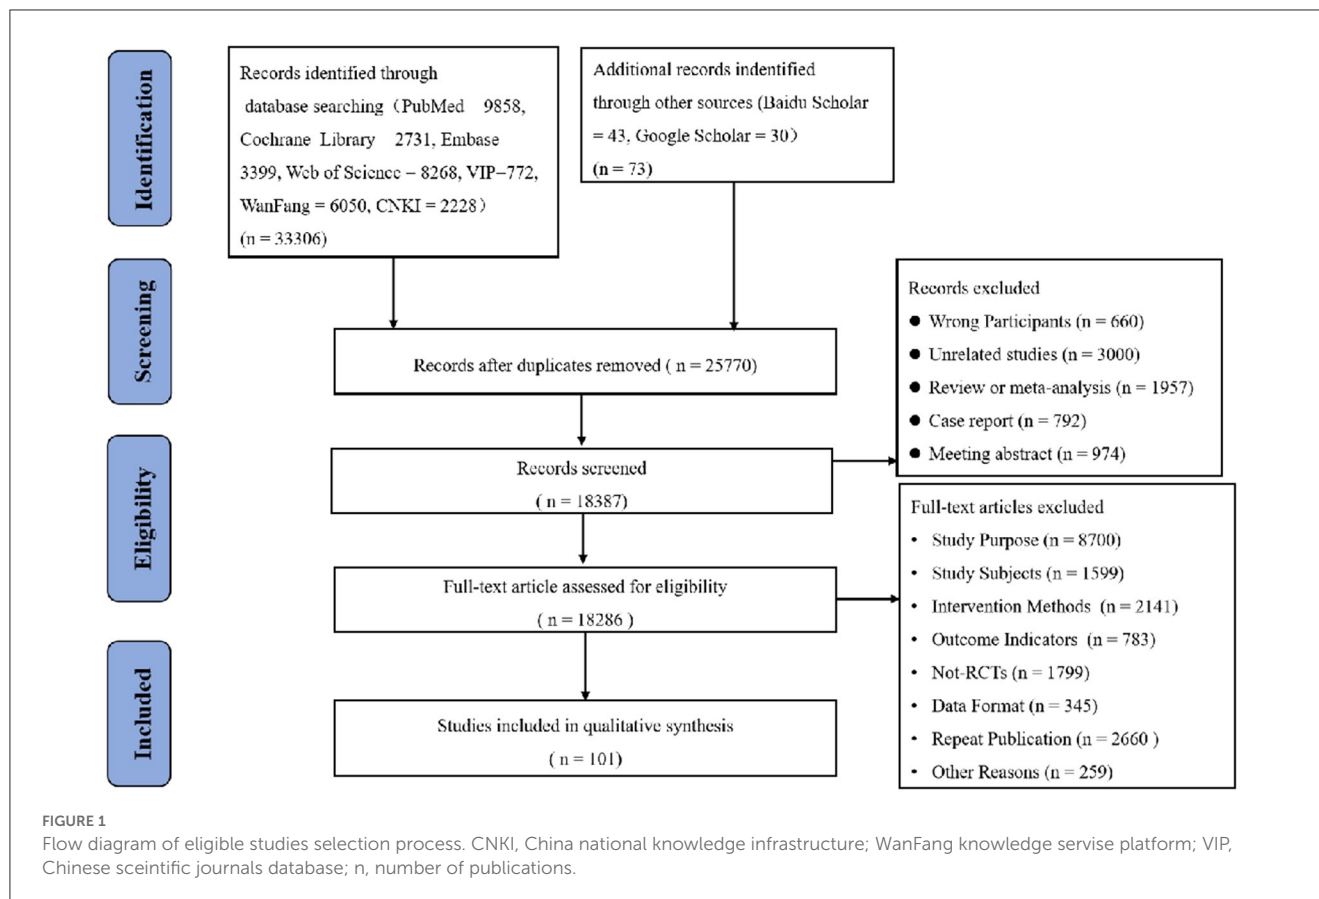 Identification
Records identified through
database searching（PubMed 9858,
Cochrane Library 2731, Embase
3399, Web of Science – 8268, VIP–772,
WanFang = 6050, CNKI = 2228）
(n = 33306)
Additional records indentified
through other sources (Baidu Scholar
= 43, Google Scholar = 30）
(n = 73)
Screening
Records after duplicates removed ( n = 25770)
Records excluded
● Wrong Participants (n = 660)
● Unrelated studies (n = 3000)
● Review or meta-analysis (n = 1957)
● Case report (n = 792)
● Meeting abstract (n = 974)
Eligibility
Records screened
( n = 18387)
Full-text article assessed for eligibility
( n = 18286 )
Full-text articles excluded
• Study Purpose (n = 8700)
• Study Subjects (n = 1599)
• Intervention Methods (n = 2141)
• Outcome Indicators (n = 783)
• Not-RCTs (n = 1799)
• Data Format (n = 345)
• Repeat Publication (n = 2660 )
• Other Reasons (n = 259)
Included
Studies included in qualitative synthesis
( n = 101)
FIGURE 1
Flow diagram of eligible studies selection process. CNKI, China national knowledge infrastructure; WanFang knowledge servise platform; VIP,
Chinese sceintific journals database; n, number of publications.